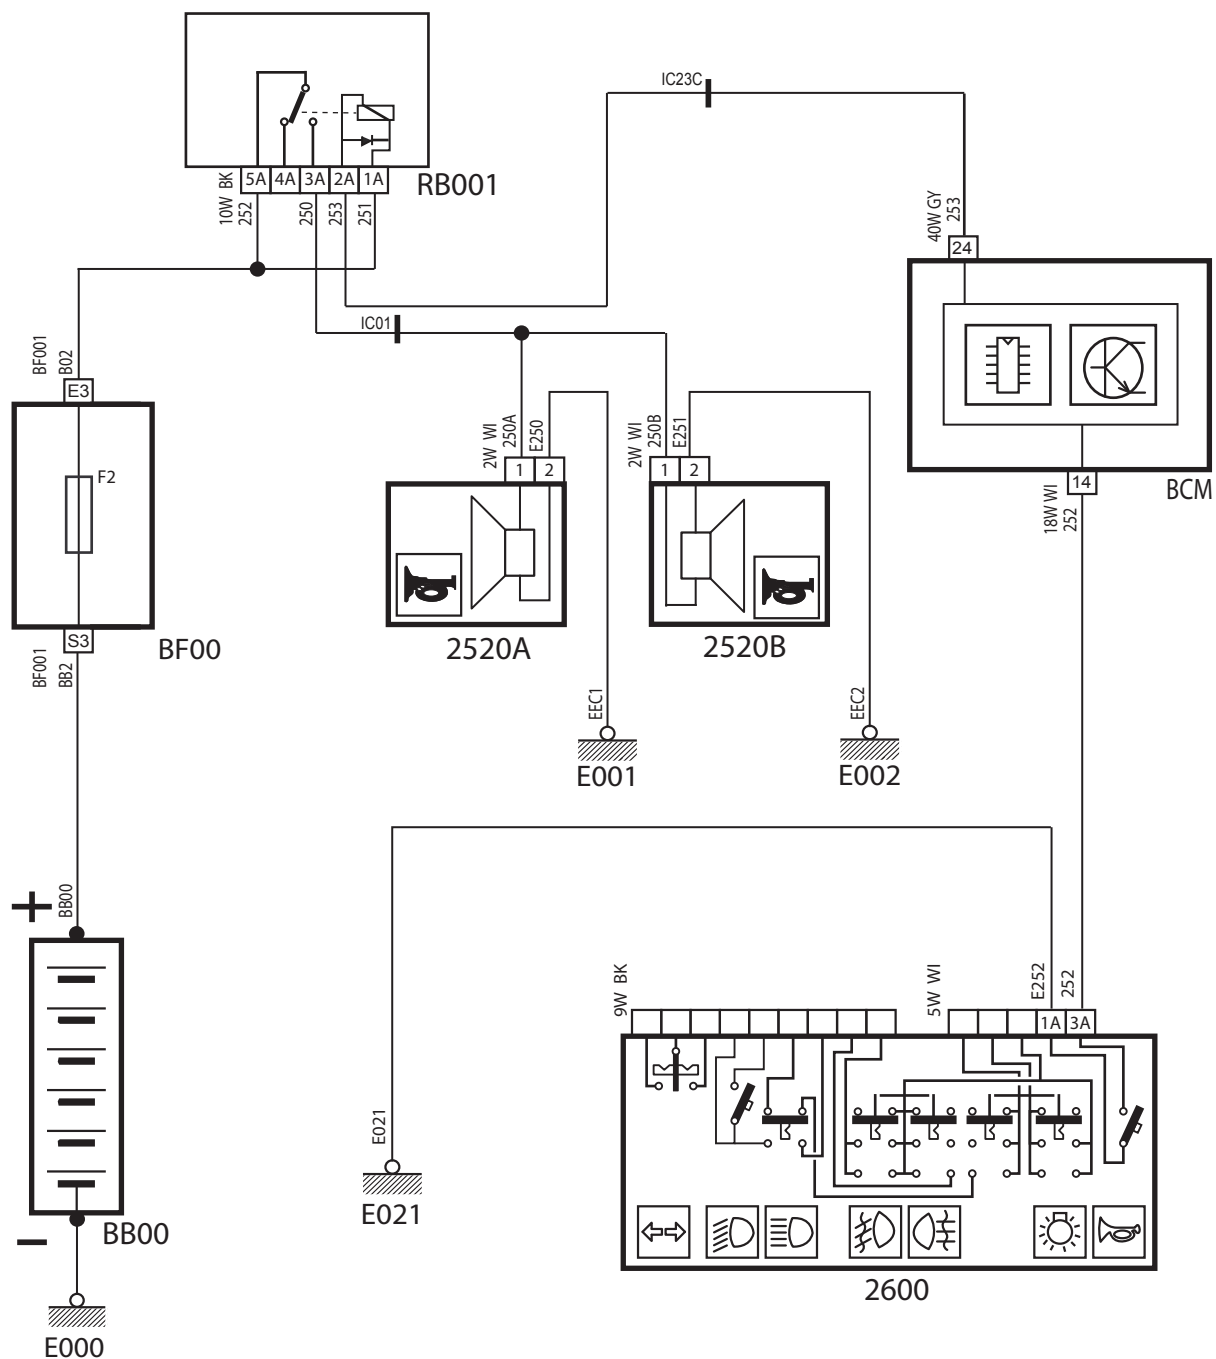 IC23C
5A 4A 3A 2A 1A
RB001
10W BK
252
250
253
251
40W GY
253
24
IC01
BF001
B02
E3
F2
2W WI
250A
E250
1 2
2W WI
250B
E251
1 2
14
BCM
18W WI
252
S3
BF00
BF001
BB2
2520A
2520B
EEC1
E001
EEC2
E002
+
BB00
9W BK
5W WI
E252
252
1A 3A
E021
E021
BB00
−
2600
E000